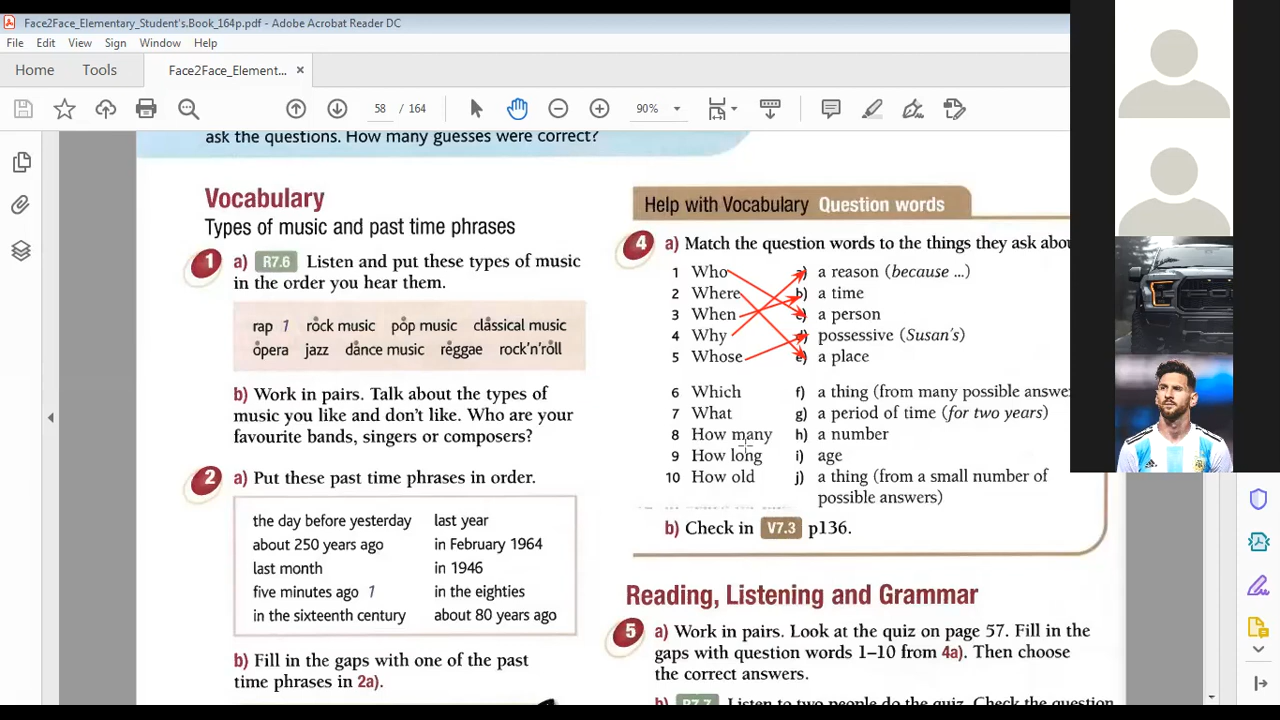 Face2Face_Elementary_Student's.Book_164p.pdf - Adobe Acrobat Reader DC
File Edit View Sign Window Help
Home Tools Face2Face_Element... ×
58 / 164 90%
ask the questions. How many guesses were correct?
Vocabulary
Types of music and past time phrases
1 a) R7.6 Listen and put these types of music
in the order you hear them.
rap 1 rock music pop music classical music
opera jazz dance music reggae rock'n'roll
b) Work in pairs. Talk about the types of
music you like and don't like. Who are your
favourite bands, singers or composers?
2 a) Put these past time phrases in order.
the day before yesterday last year
about 250 years ago in February 1964
last month in 1946
five minutes ago 1 in the eighties
in the sixteenth century about 80 years ago
b) Fill in the gaps with one of the past
time phrases in 2a).
Help with Vocabulary Question words
4 a) Match the question words to the things they ask abou
1 Who a) a reason (because ...)
2 Where b) a time
3 When c) a person
4 Why d) possessive (Susan's)
5 Whose e) a place
6 Which f) a thing (from many possible answe
7 What g) a period of time (for two years)
8 How many h) a number
9 How long i) age
10 How old j) a thing (from a small number of
possible answers)
b) Check in V7.3 p136.
Reading, Listening and Grammar
5 a) Work in pairs. Look at the quiz on page 57. Fill in the
gaps with question words 1–10 from 4a). Then choose
the correct answers.
b) R7.7 Listen to two people do the quiz. Check the question